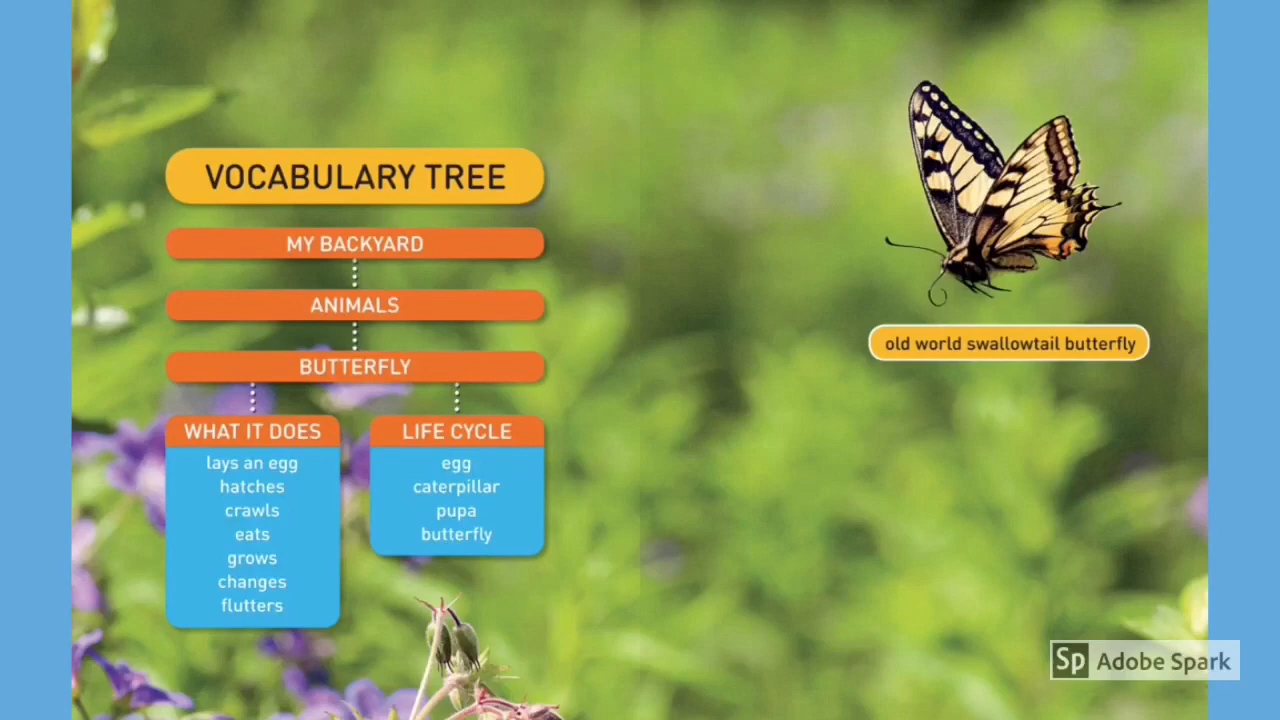 VOCABULARY TREE
MY BACKYARD
ANIMALS
BUTTERFLY
WHAT IT DOES
lays an egg
hatches
crawls
eats
grows
changes
flutters
LIFE CYCLE
egg
caterpillar
pupa
butterfly
old world swallowtail butterfly
Sp Adobe Spark